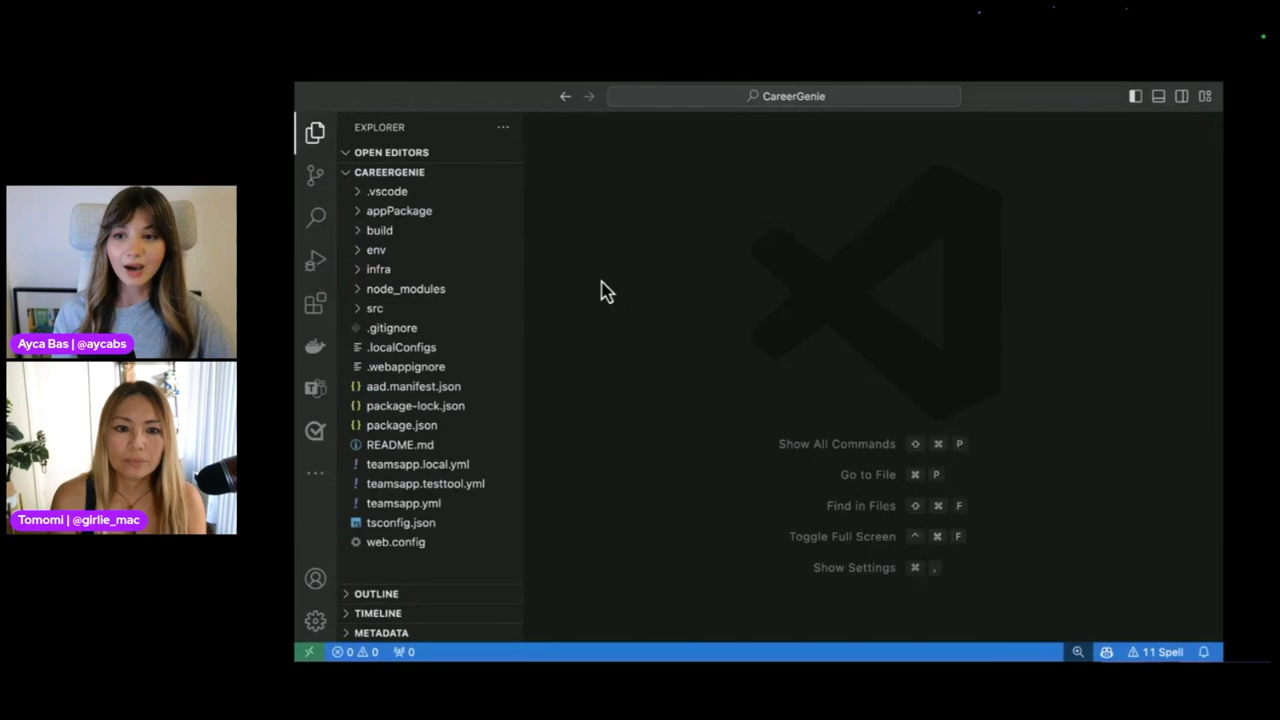 CareerGenie
EXPLORER
OPEN EDITORS
CAREERGENIE
.vscode
appPackage
build
env
infra
node_modules
src
.gitignore
.localConfigs
.webappignore
aad.manifest.json
package-lock.json
package.json
README.md
teamsapp.local.yml
teamsapp.testtool.yml
teamsapp.yml
tsconfig.json
web.config
OUTLINE
TIMELINE
METADATA
Show All Commands ⇧ ⌘ P
Go to File ⌘ P
Find in Files ⇧ ⌘ F
Toggle Full Screen ^ ⌘ F
Show Settings ⌘ ,
0 0 0
11 Spell
Ayca Bas | @aycabs
Tomomi | @girlie_mac